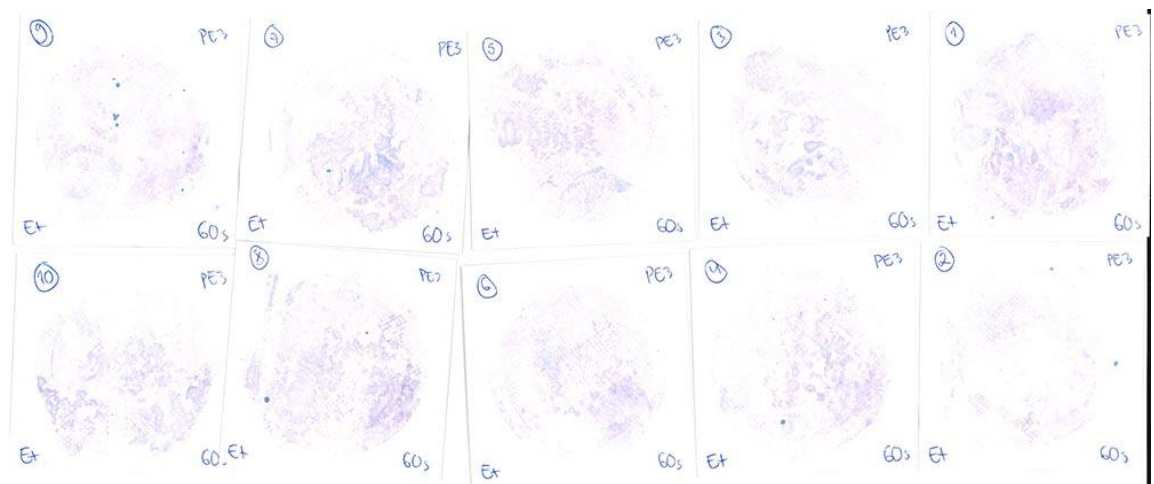 9 PE3
Et 60s
7 PE3
Et 60s
5 PE3
Et 60s
3 PE3
Et 60s
1 PE3
Et 60s
10 PE3
Et 60s
8 PE3
Et 60s
6 PE3
Et 60s
4 PE3
Et 60s
2 PE3
Et 60s